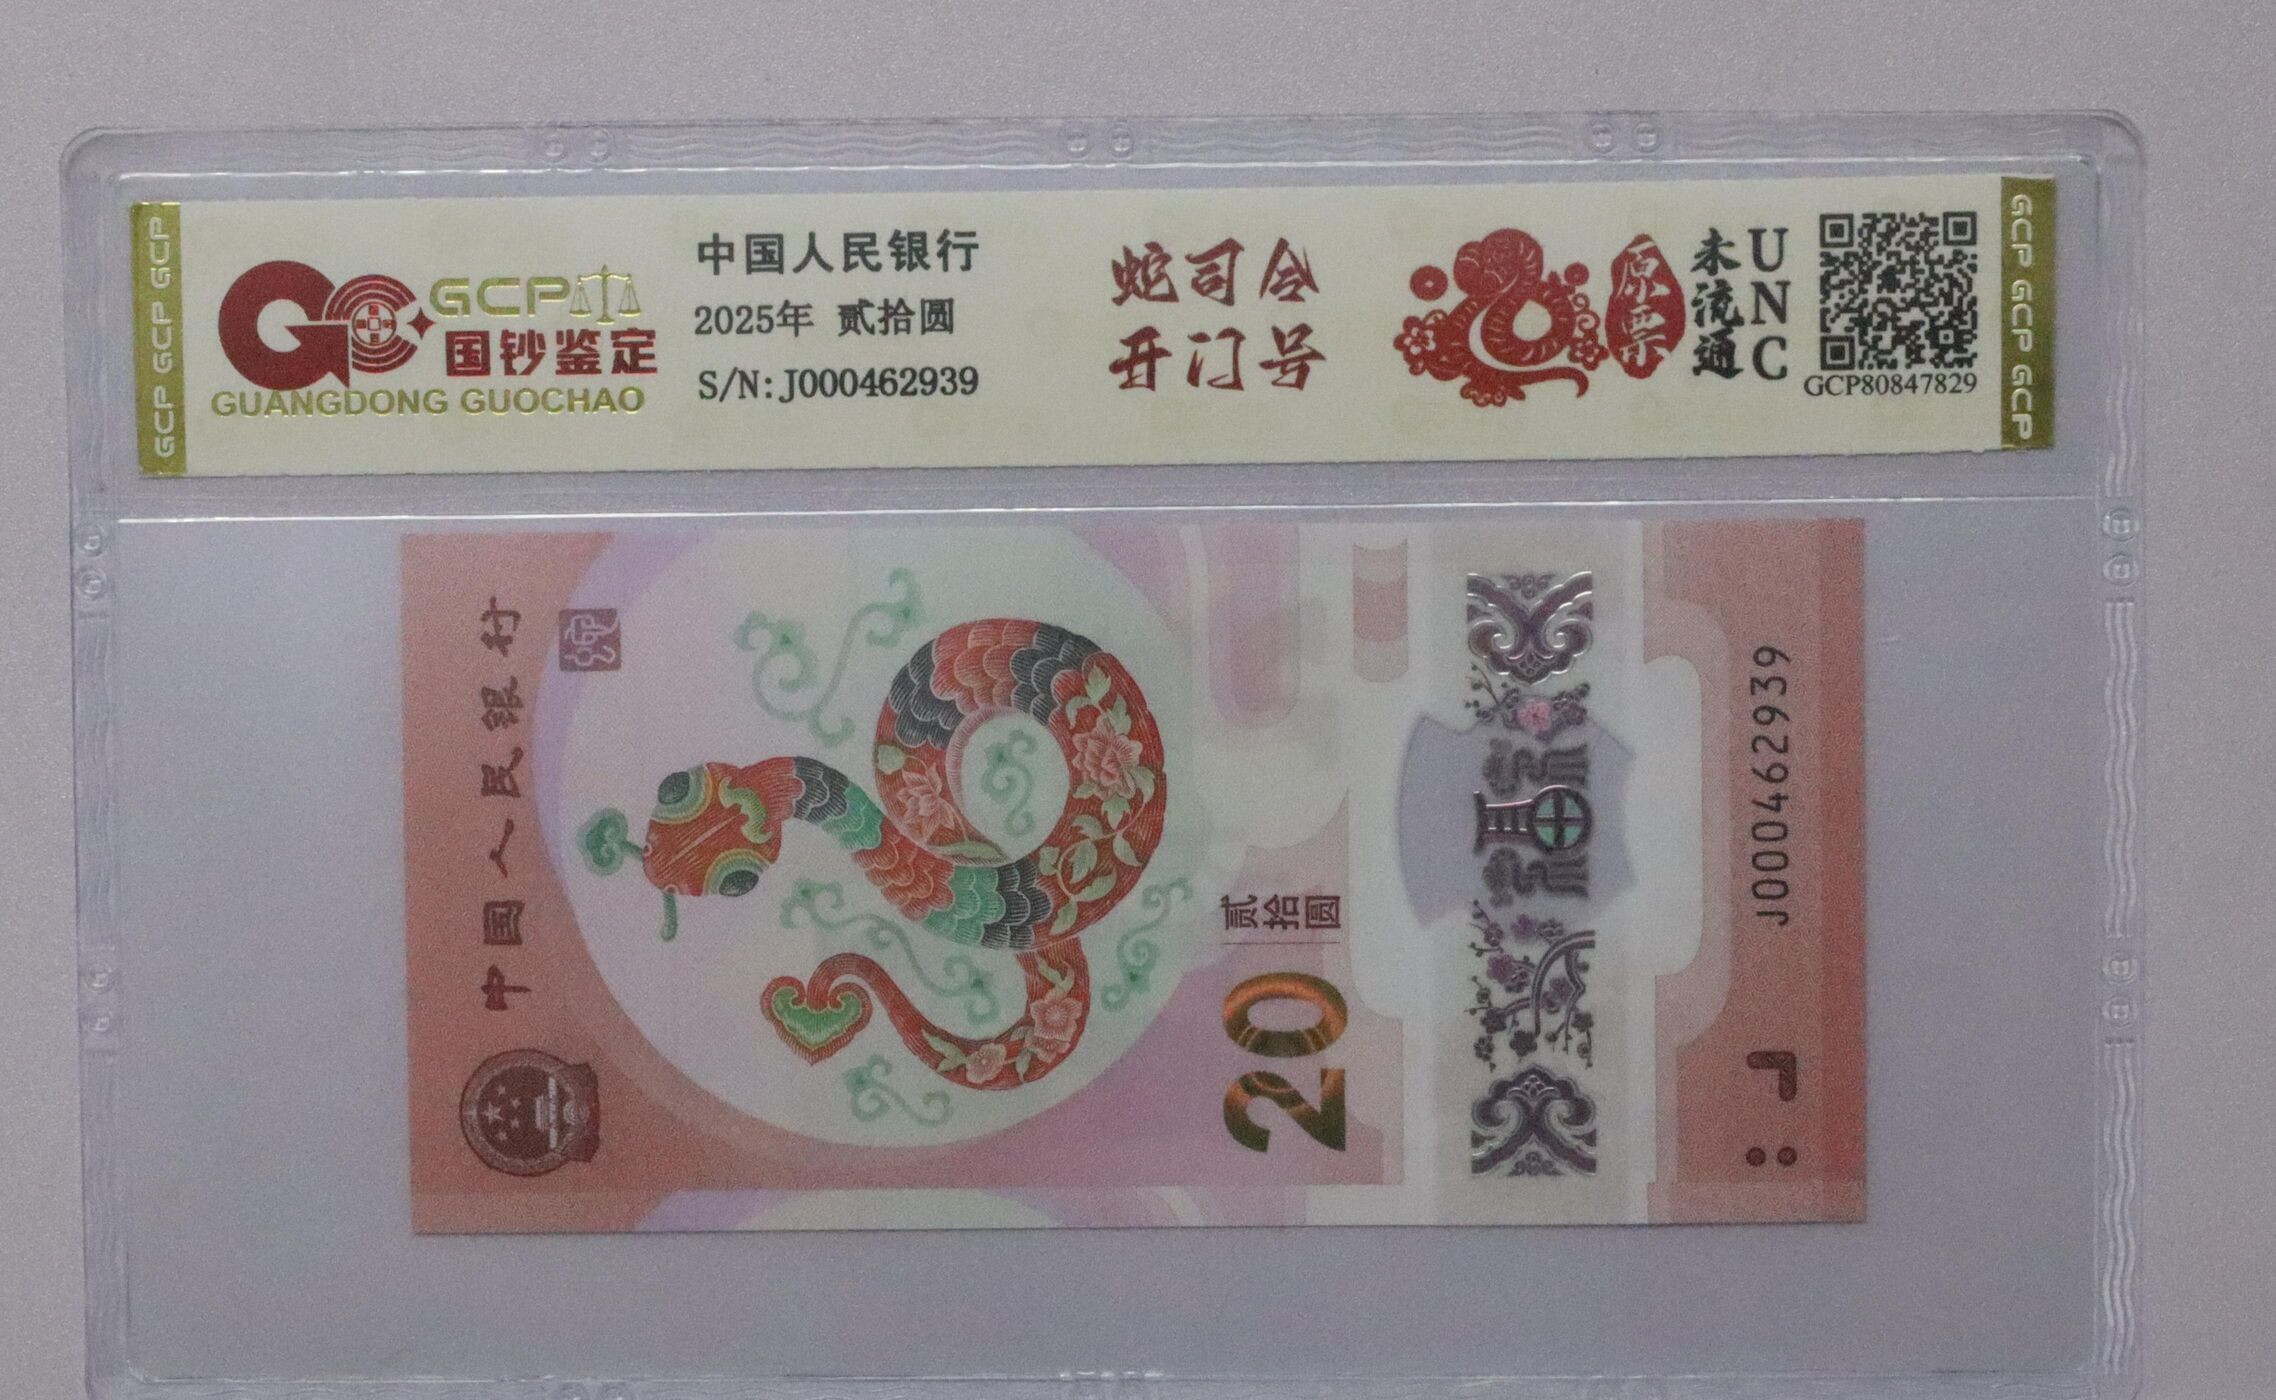 GCP GCP GCP
GCP
国钞鉴定
GUANGDONG GUOCHAO
中国人民银行
2025年 贰拾圆
S/N:J000462939
蛇司令
开门号
原票
未流通
UNC
GCP80847829
GCP GCP GCP
中国人民银行
贰拾圆
20
福
J000462939